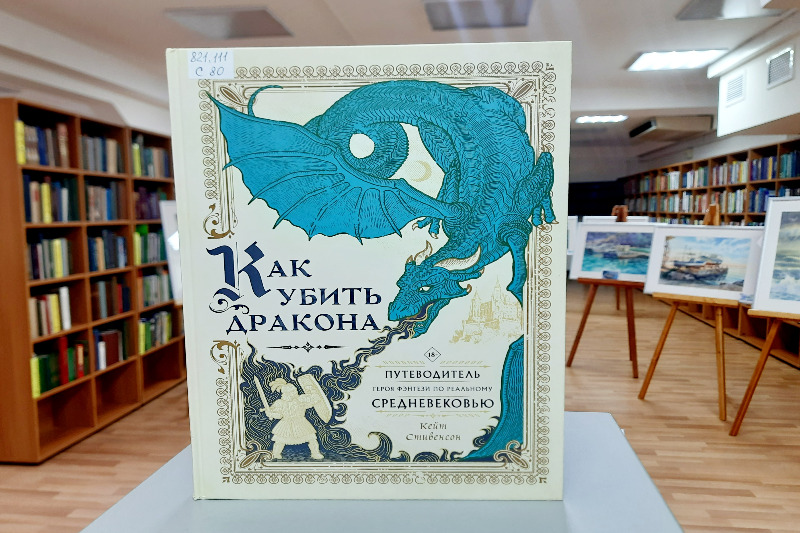 821.111
С 80
Как
убить
дракона
18+
Путеводитель
героя фэнтези по реальному
Средневековью
Кейт
Стивенсон